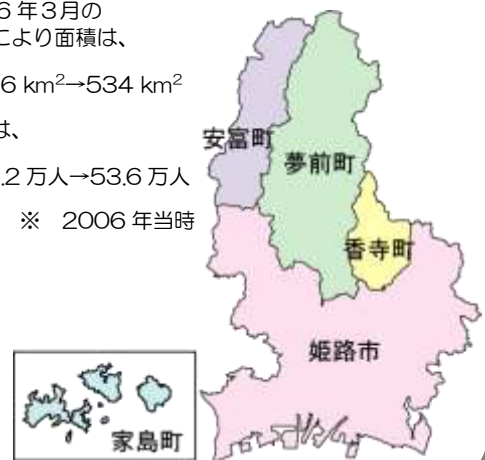 6 年３月の
により面積は、
6 km²→534 km²
は、
.2 万人→53.6 万人
※　2006 年当時
安富町
夢前町
香寺町
姫路市
家島町